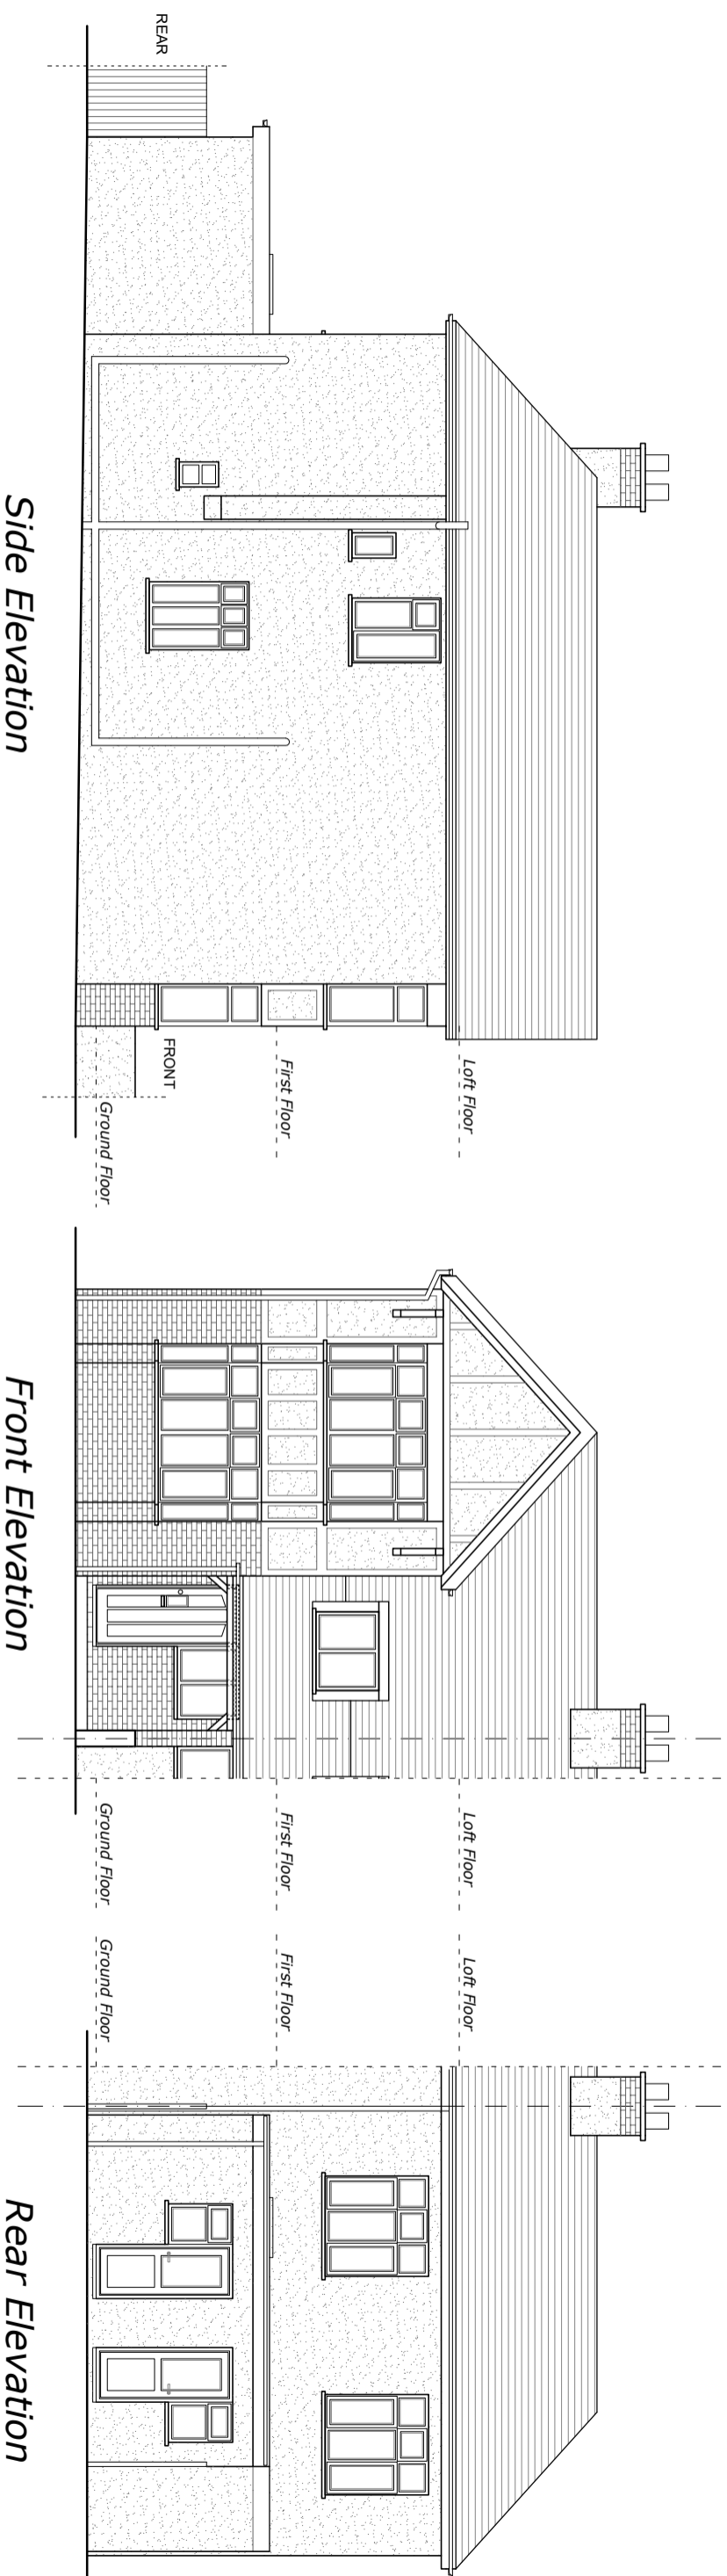 REAR
FRONT
Loft Floor
First Floor
Ground Floor
Side Elevation
Loft Floor
First Floor
Ground Floor
Front Elevation
Loft Floor
First Floor
Ground Floor
Rear Elevation